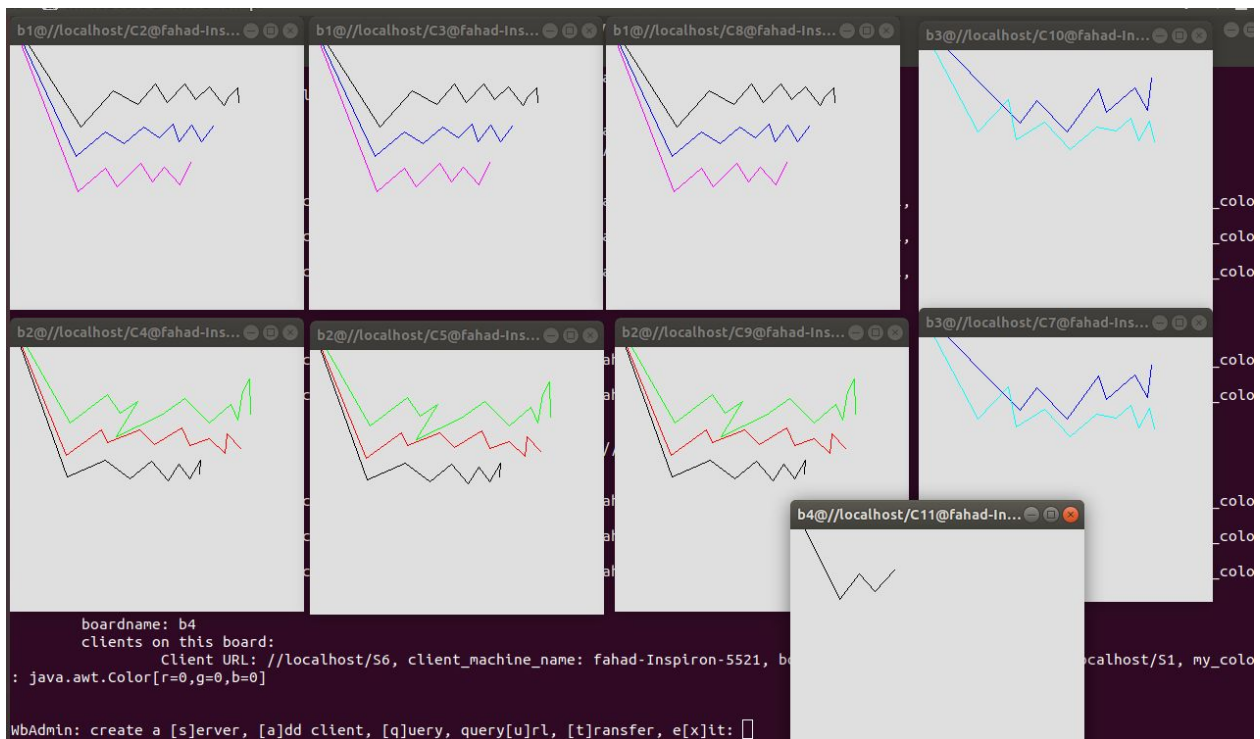 b1@//localhost/C2@fahad-Ins...
b1@//localhost/C3@fahad-Ins...
b1@//localhost/C8@fahad-Ins...
b3@//localhost/C10@fahad-In...
_colo
_colo
_colo
b2@//localhost/C4@fahad-Ins...
b2@//localhost/C5@fahad-Ins...
b2@//localhost/C9@fahad-Ins...
b3@//localhost/C7@fahad-Ins...
_colo
_colo
_colo
_colo
_colo
b4@//localhost/C11@fahad-In...
boardname: b4
clients on this board:
Client URL: //localhost/S6, client_machine_name: fahad-Inspiron-5521, bo ocalhost/S1, my_colo
: java.awt.Color[r=0,g=0,b=0]
WbAdmin: create a [s]erver, [a]dd client, [q]uery, query[u]rl, [t]ransfer, e[x]it: